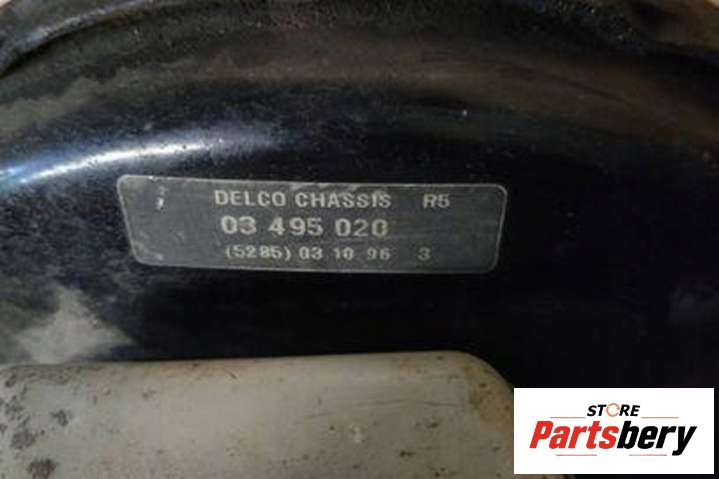 DELCO CHASSIS R5
03 495 020
(5285) 03 10 96 3
STORE
Partsbery